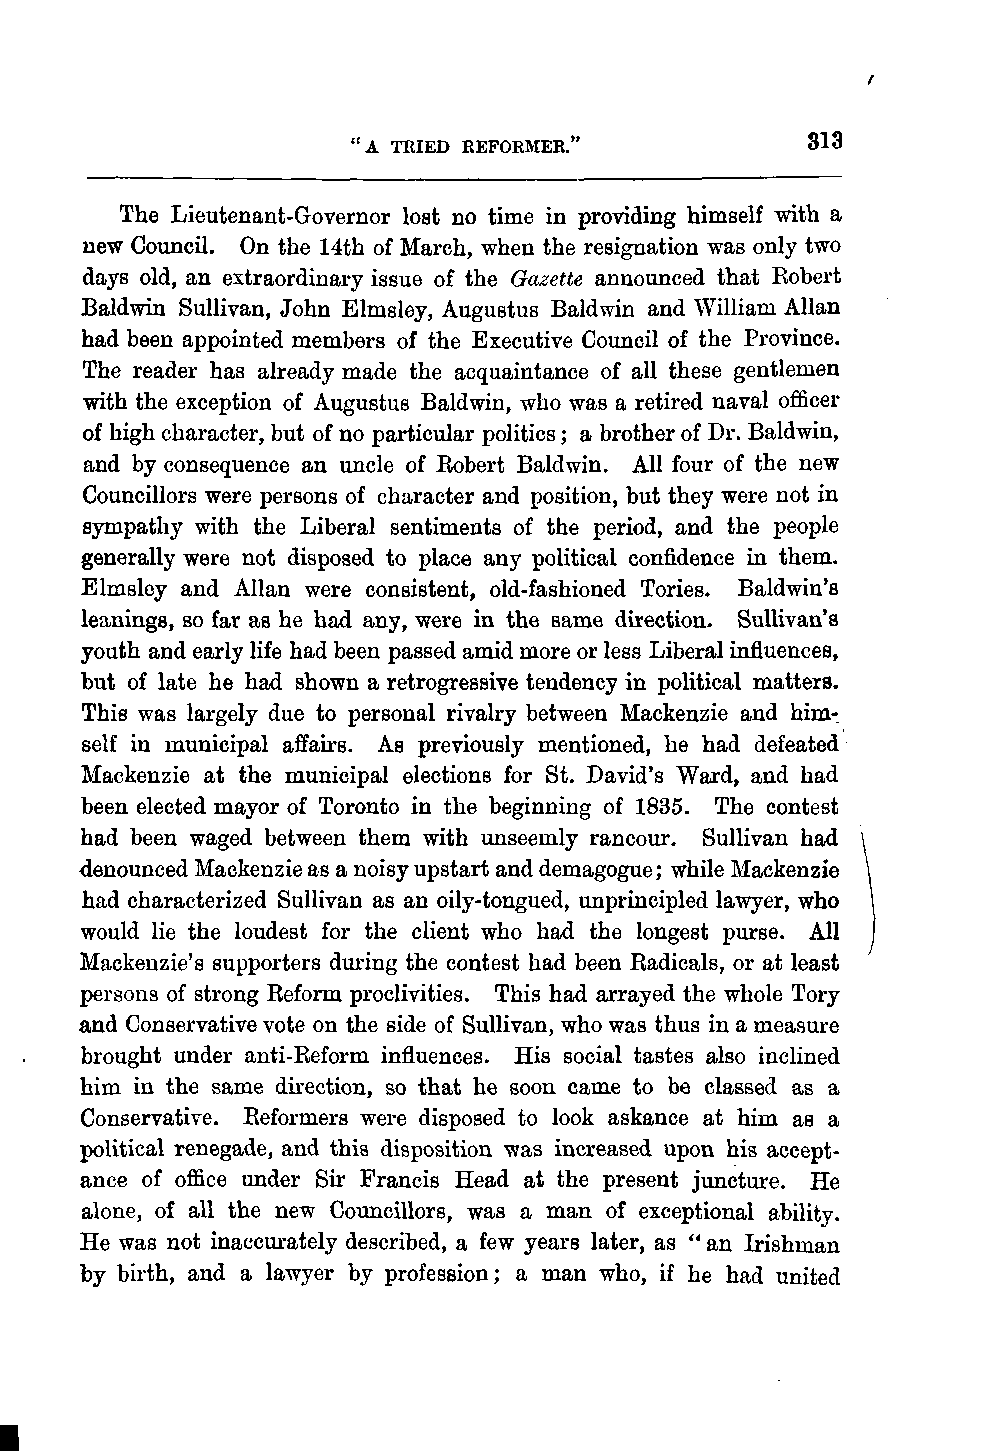 "A TRIED REFORMER." 313
The Lieutenant-Governor lost no time in providing himself with a
new Council. On the 14th of March, when the resignation was only two
days old, an extraordinary issue of the Gazette announced that Robert
Baldwin Sullivan, John Elmsley, Augustus Baldwin and William Allan
had been appointed members of the Executive Council of the Province.
The reader has already made the acquaintance of all these gentlemen
with the exception of Augustus Baldwin, who was a retired naval officer
of high character, but of no particular politics; a brother of Dr. Baldwin,
and by consequence an uncle of Robert Baldwin. All four of the new
Councillors were persons of character and position, but they were not in
sympathy with the Liberal sentiments of the period, and the people
generally were not disposed to place any political confidence in them.
Elmsley and Allan were consistent, old-fashioned Tories. Baldwin's
leanings, so far as he had any, were in the same direction. Sullivan's
youth and early life had been passed amid more or less Liberal influences,
but of late he had shown a retrogressive tendency in political matters.
This was largely due to personal rivalry between Mackenzie and him-
self in municipal affairs. As previously mentioned, he had defeated
Mackenzie at the municipal elections for St. David's Ward, and had
been elected mayor of Toronto in the beginning of 1835. The contest
had been waged between them with unseemly rancour. Sullivan had
denounced Mackenzie as a noisy upstart and demagogue; while Mackenzie
had characterized Sullivan as an oily-tongued, unprincipled lawyer, who
would lie the loudest for the client who had the longest purse. All
Mackenzie's supporters during the contest had been Radicals, or at least
persons of strong Reform proclivities. This had arrayed the whole Tory
and Conservative vote on the side of Sullivan, who was thus in a measure
brought under anti-Reform influences. His social tastes also inclined
him in the same direction, so that he soon came to be classed as a
Conservative. Reformers were disposed to look askance at him as a
political renegade, and this disposition was increased upon his accept-
ance of office under Sir Francis Head at the present juncture. He
alone, of all the new Councillors, was a man of exceptional ability.
He was not inaccurately described, a few years later, as "an Irishman
by birth, and a lawyer by profession; a man who, if he had united